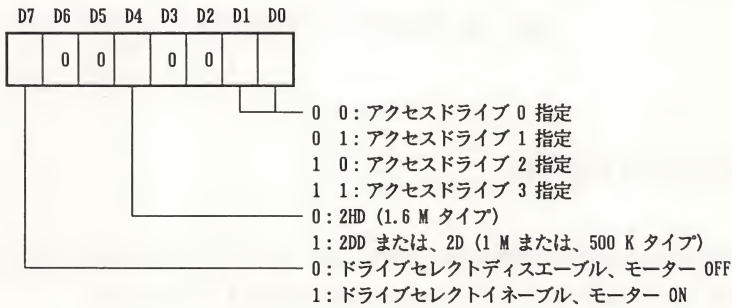 D7 D6 D5 D4 D3 D2 D1 D0
0 0 0 0
0 0:アクセスドライブ 0 指定
0 1:アクセスドライブ 1 指定
1 0:アクセスドライブ 2 指定
1 1:アクセスドライブ 3 指定
0:2HD (1.6 M タイプ)
1:2DD または、2D (1 M または、500 K タイプ)
0:ドライブセレクトディスエーブル、モーター OFF
1:ドライブセレクトイネーブル、モーター ON